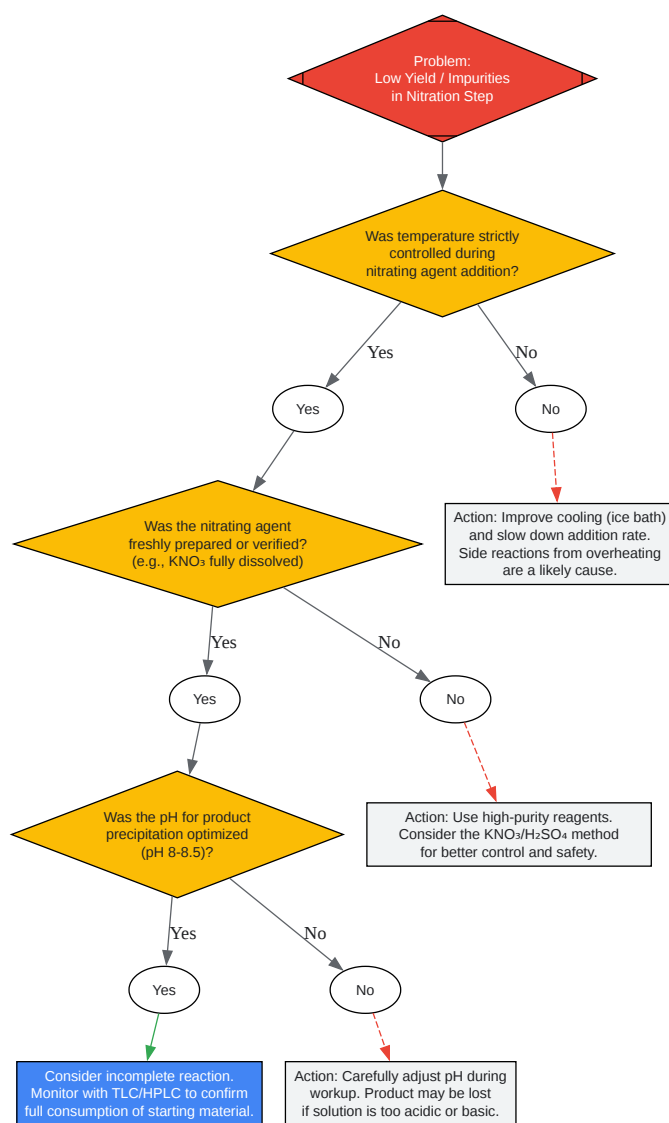 Problem:
Low Yield / Impurities
in Nitration Step
Was temperature strictly
controlled during
nitrating agent addition?
Yes
No
Yes
No
Was the nitrating agent
freshly prepared or verified?
(e.g., KNO₃ fully dissolved)
Action: Improve cooling (ice bath)
and slow down addition rate.
Side reactions from overheating
are a likely cause.
Yes
No
Yes
No
Was the pH for product
precipitation optimized
(pH 8-8.5)?
Action: Use high-purity reagents.
Consider the KNO₃/H₂SO₄ method
for better control and safety.
Yes
No
Yes
No
Consider incomplete reaction.
Monitor with TLC/HPLC to confirm
full consumption of starting material.
Action: Carefully adjust pH during
workup. Product may be lost
if solution is too acidic or basic.